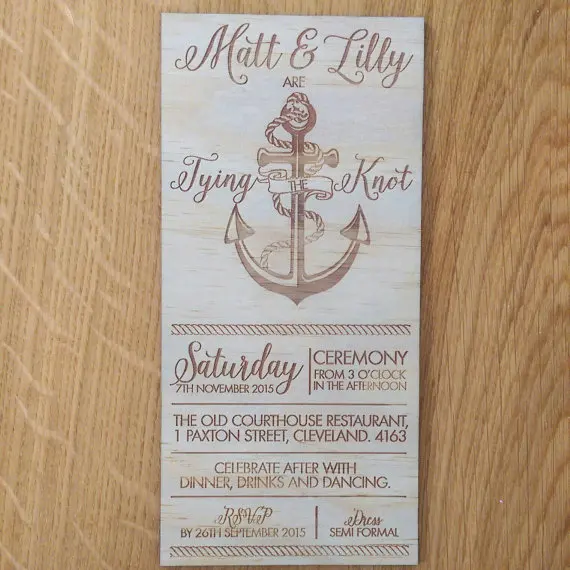 Matt & Lilly
ARE
Tying THE Knot
Saturday
7TH NOVEMBER 2015
CEREMONY
FROM 3 O'CLOCK
IN THE AFTERNOON
THE OLD COURTHOUSE RESTAURANT,
1 PAXTON STREET, CLEVELAND. 4163
CELEBRATE AFTER WITH
DINNER, DRINKS AND DANCING.
RSVP
BY 26TH SEPTEMBER 2015
Dress
SEMI FORMAL